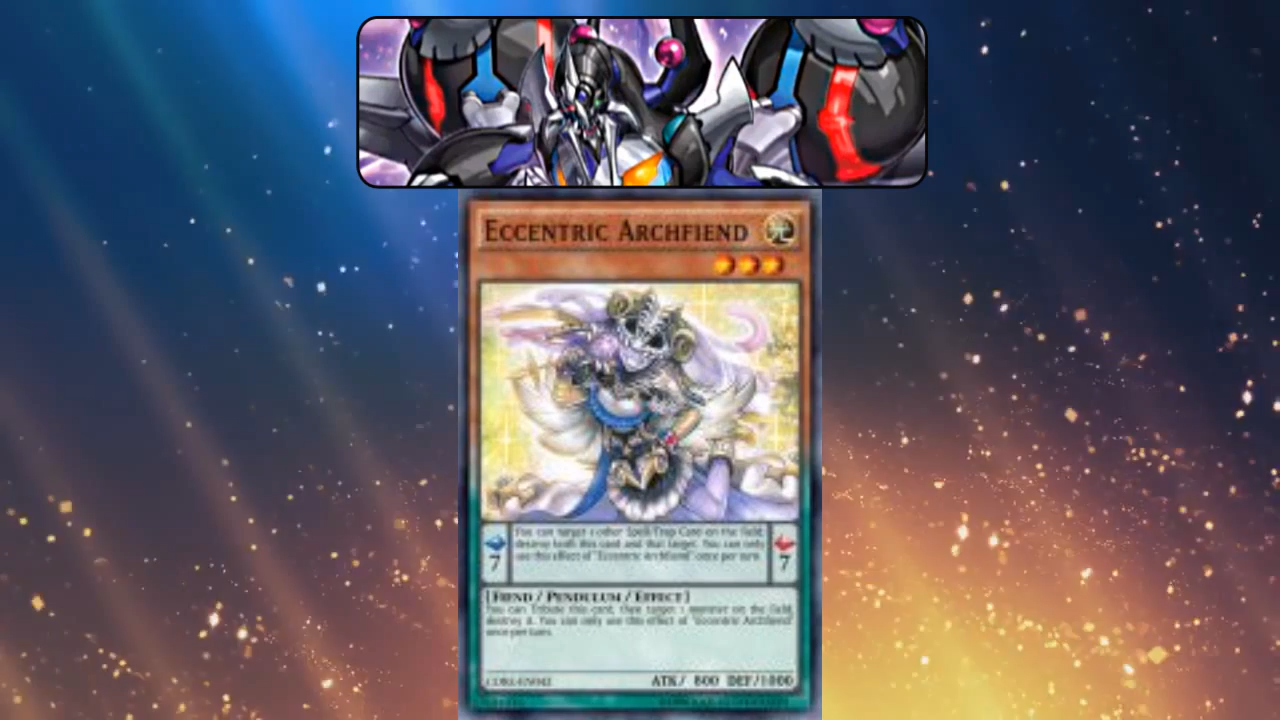 ECCENTRIC ARCHFIEND
You can target 1 other Spell/Trap Card on the field;
destroy both this card and that target. You can only
use this effect of "Eccentric Archfiend" once per turn.
7
7
[FIEND / PENDULUM / EFFECT]
You can Tribute this card, then target 1 monster on the field;
destroy it. You can only use this effect of "Eccentric Archfiend"
once per turn.
ATK/ 800 DEF/1000